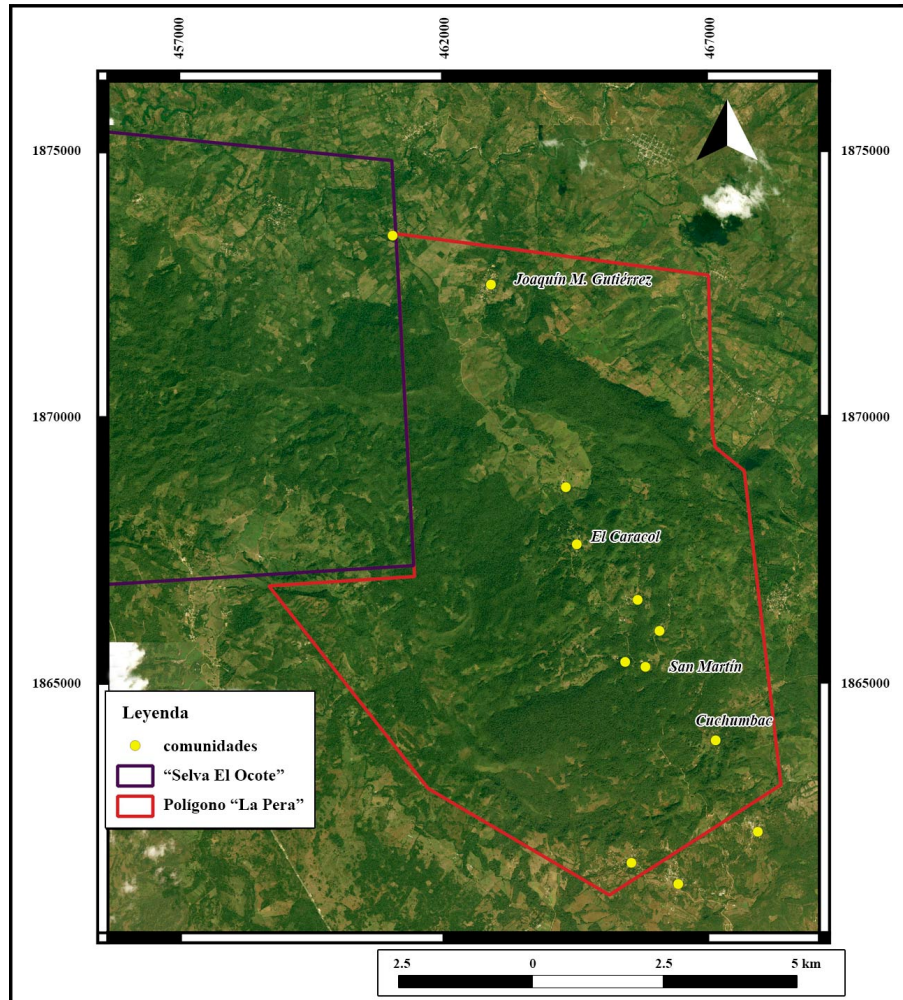 457000
462000
467000
1875000
1875000
Joaquín M. Gutiérrez
1870000
1870000
El Caracol
San Martín
1865000
1865000
Cuchumbac
Leyenda
comunidades
“Selva El Ocote”
Polígono “La Pera”
2.5 0 2.5 5 km